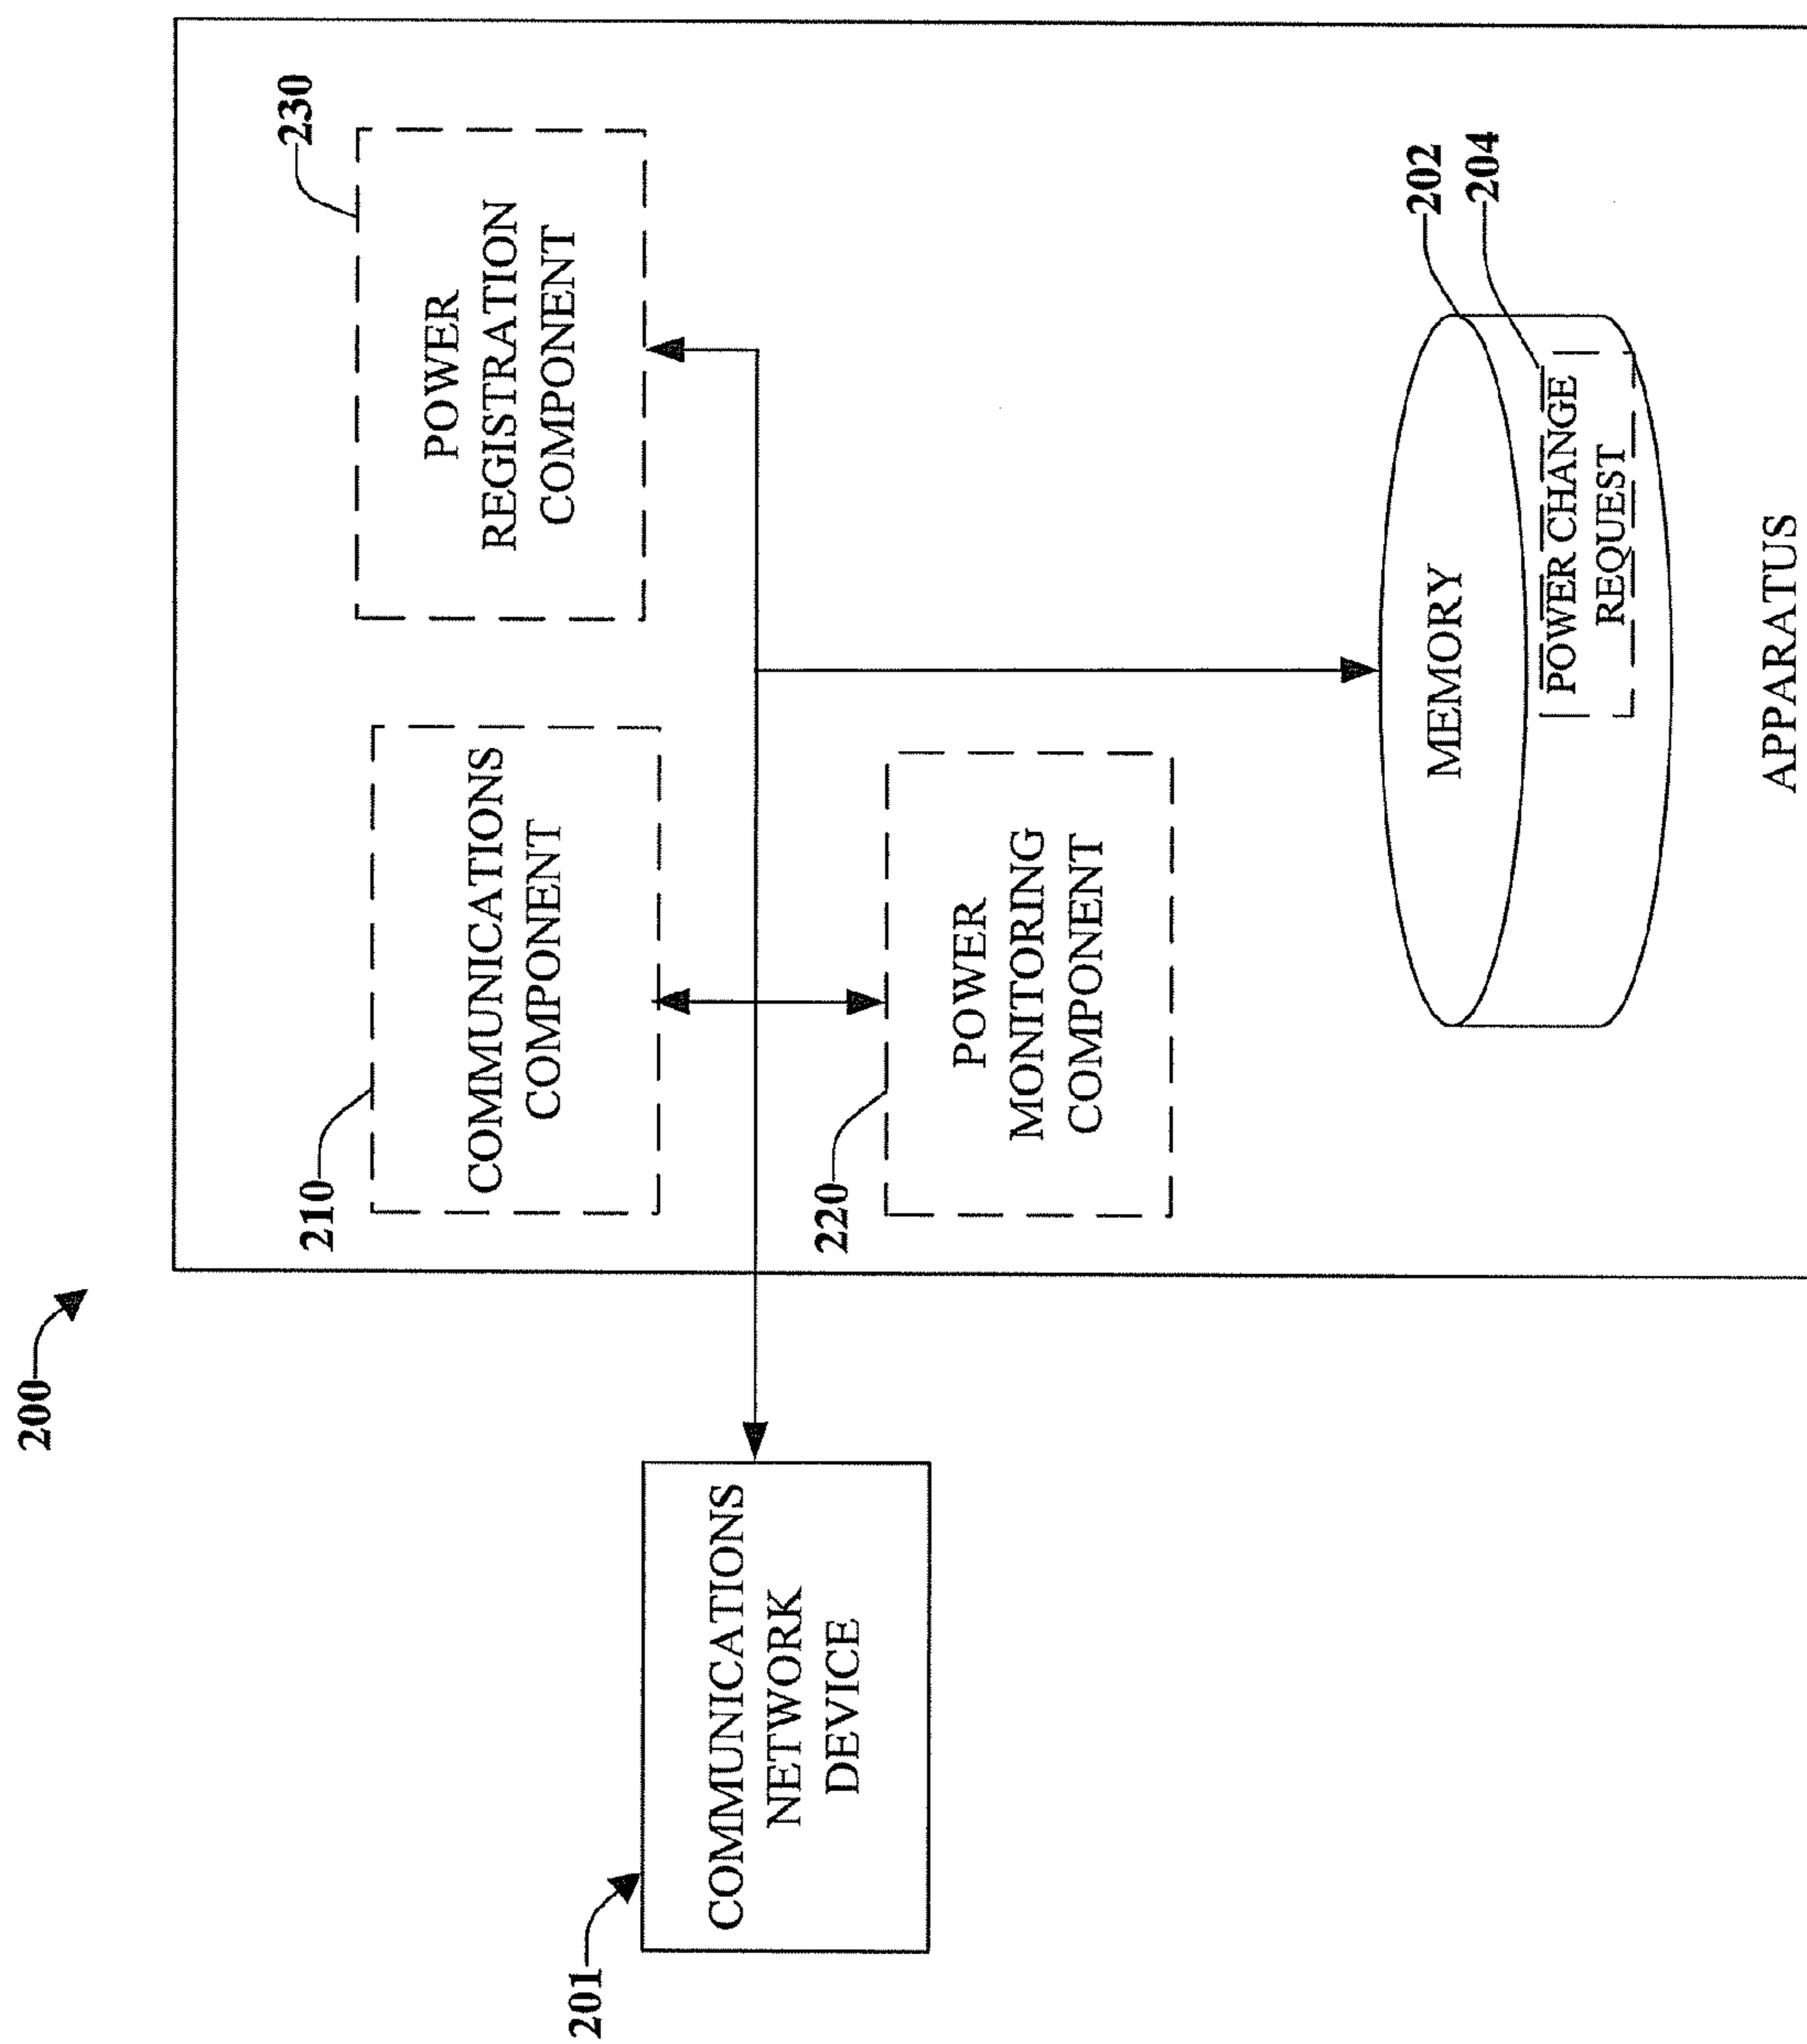 200
201
COMMUNICATIONS
NETWORK
DEVICE
210
COMMUNICATIONS
COMPONENT
230
POWER
REGISTRATION
COMPONENT
220
POWER
MONITORING
COMPONENT
MEMORY
202
204
POWER CHANGE
REQUEST
APPARATUS